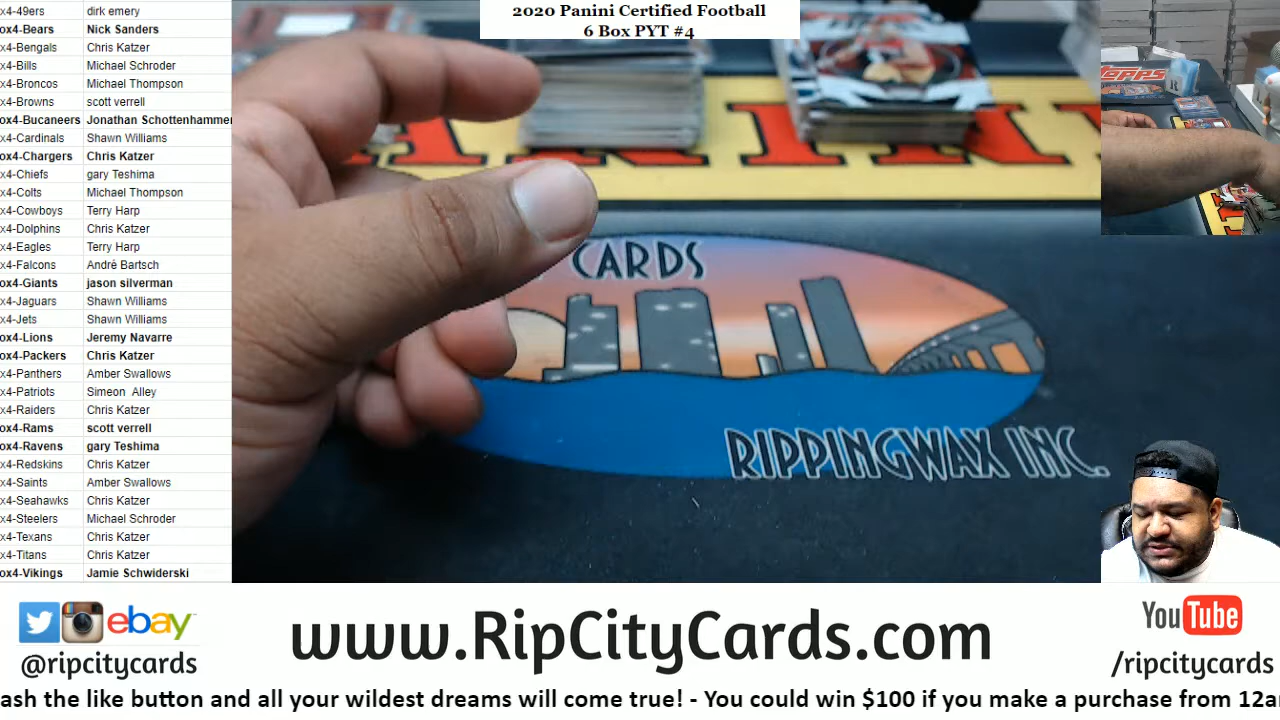 2020 Panini Certified Football
6 Box PYT #4
x4-49ers dirk emery
ox4-Bears Nick Sanders
x4-Bengals Chris Katzer
x4-Bills Michael Schroder
x4-Broncos Michael Thompson
x4-Browns scott verrell
ox4-Bucaneers Jonathan Schottenhammer
x4-Cardinals Shawn Williams
ox4-Chargers Chris Katzer
x4-Chiefs gary Teshima
x4-Colts Michael Thompson
x4-Cowboys Terry Harp
x4-Dolphins Chris Katzer
x4-Eagles Terry Harp
x4-Falcons André Bartsch
ox4-Giants jason silverman
x4-Jaguars Shawn Williams
x4-Jets Shawn Williams
ox4-Lions Jeremy Navarre
ox4-Packers Chris Katzer
x4-Panthers Amber Swallows
x4-Patriots Simeon Alley
x4-Raiders Chris Katzer
ox4-Rams scott verrell
ox4-Ravens gary Teshima
x4-Redskins Chris Katzer
x4-Saints Amber Swallows
x4-Seahawks Chris Katzer
x4-Steelers Michael Schroder
x4-Texans Chris Katzer
x4-Titans Chris Katzer
ox4-Vikings Jamie Schwiderski
CARDS
RIPPINGWAX INC.
TOPPS
ebay
@ripcitycards
www.RipCityCards.com
YouTube
/ripcitycards
ash the like button and all your wildest dreams will come true! - You could win $100 if you make a purchase from 12a